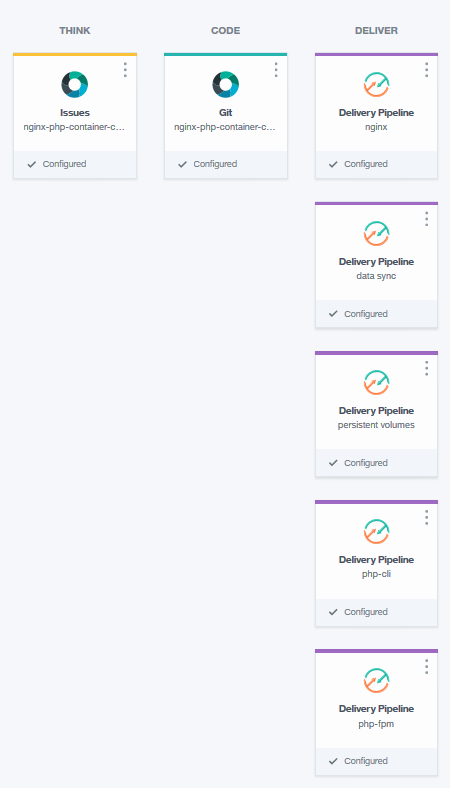 THINK
CODE
DELIVER
Issues
nginx-php-container-c...
Configured
Git
nginx-php-container-c...
Configured
Delivery Pipeline
nginx
Configured
Delivery Pipeline
data sync
Configured
Delivery Pipeline
persistent volumes
Configured
Delivery Pipeline
php-cli
Configured
Delivery Pipeline
php-fpm
Configured